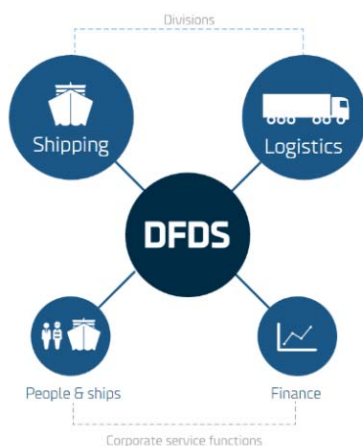 Divisions
Shipping
Logistics
DFDS
People & ships
Finance
Corporate service functions